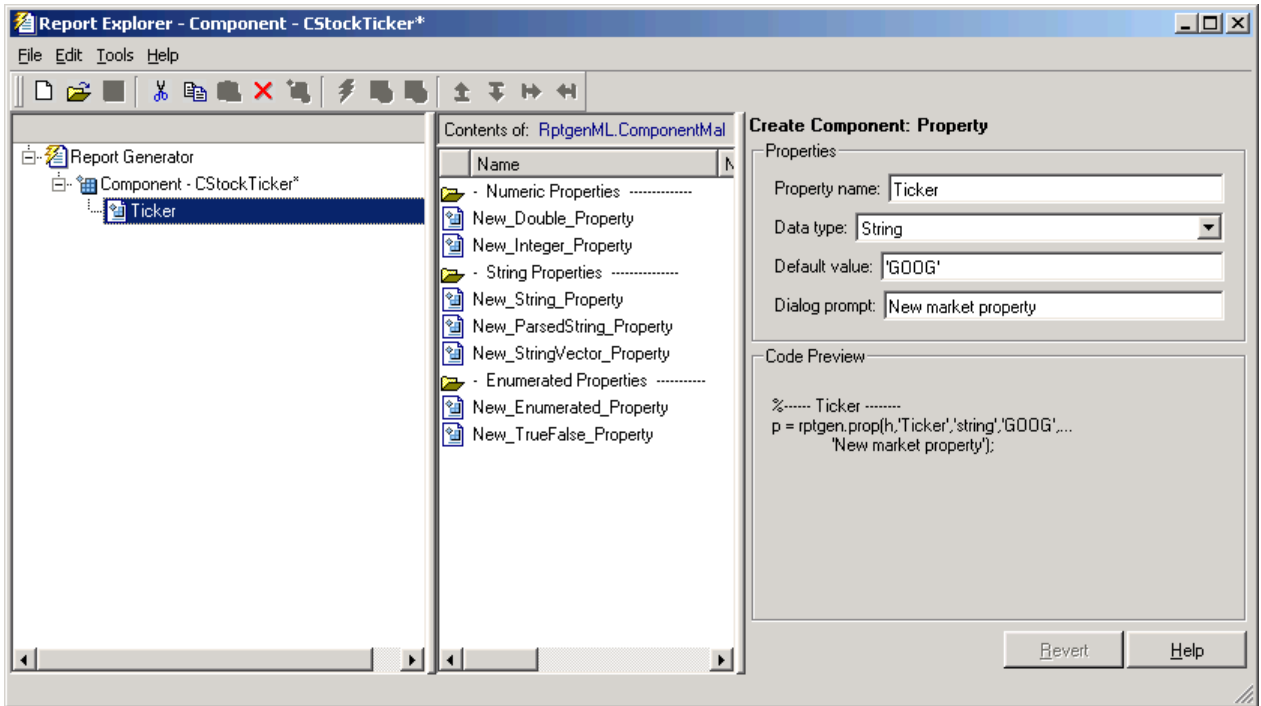 Report Explorer - Component - CStockTicker*
File Edit Tools Help
Contents of: RptgenML.ComponentMal
Report Generator
Component - CStockTicker*
Ticker
Name
- Numeric Properties --------------
New_Double_Property
New_Integer_Property
- String Properties ---------------
New_String_Property
New_ParsedString_Property
New_StringVector_Property
- Enumerated Properties -----------
New_Enumerated_Property
New_TrueFalse_Property
Create Component: Property
Properties
Property name: Ticker
Data type: String
Default value: 'GOOG'
Dialog prompt: New market property
Code Preview
%------ Ticker --------
p = rptgen.prop(h,'Ticker','string','GOOG',...
'New market property');
Revert Help